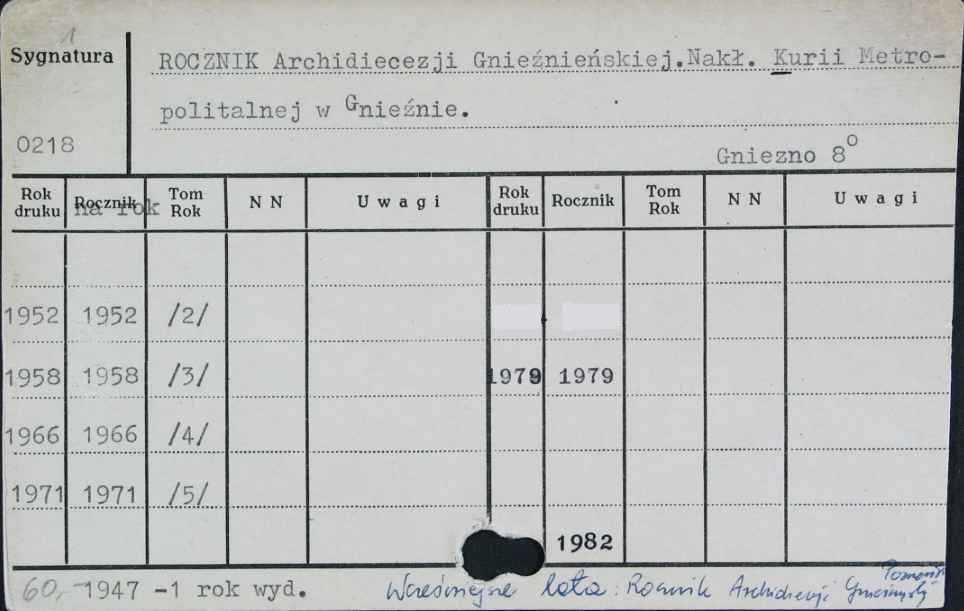 1
Sygnatura
ROCZNIK Archidiecezji Gnieźnieńskiej.Nakł. Kurii Metro-
politalnej w Gnieźnie.
0218
Gniezno 8⁰
Rok druku Rocznik na rok Tom Rok N N U w a g i Rok druku Rocznik Tom Rok N N U w a g i
1952 1952 /2/
1958 1958 /3/ 1979 1979
1966 1966 /4/
1971 1971 /5/
1982
60,- 1947 -1 rok wyd. Wcześniejsze lata: Rocznik Archidiecezji